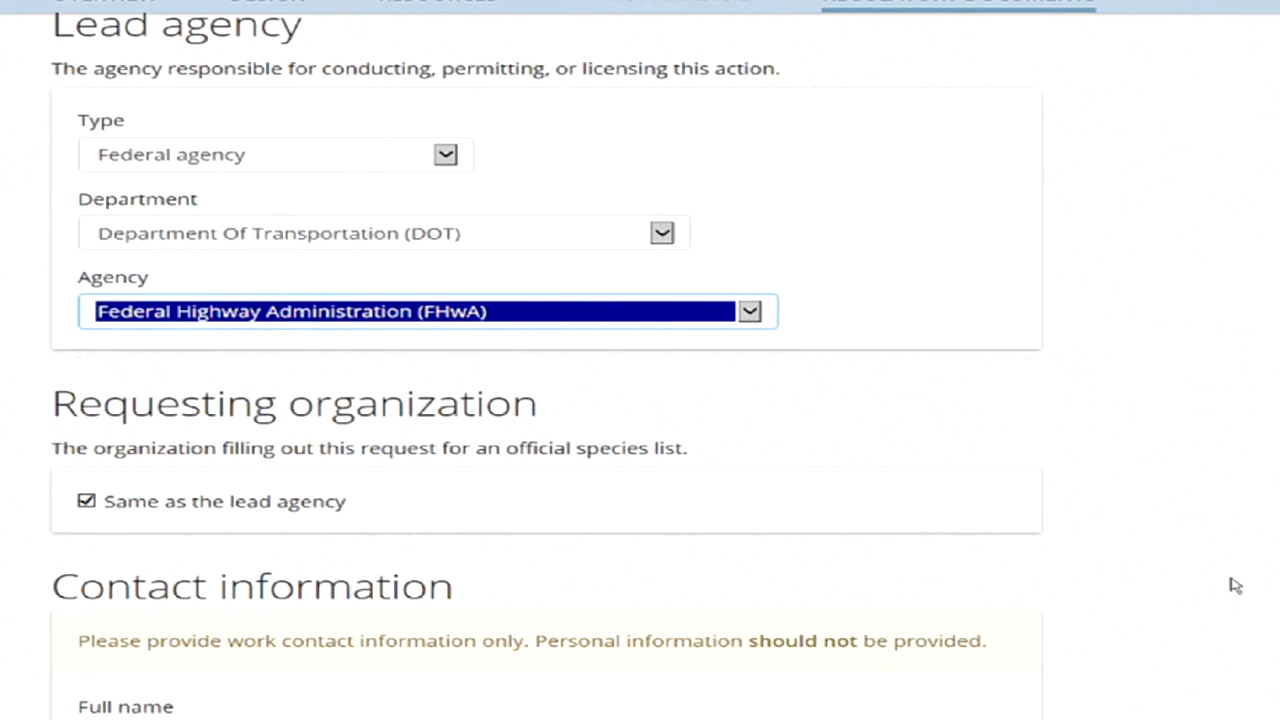 Lead agency
The agency responsible for conducting, permitting, or licensing this action.
Type
Federal agency
Department
Department Of Transportation (DOT)
Agency
Federal Highway Administration (FHwA)
Requesting organization
The organization filling out this request for an official species list.
Same as the lead agency
Contact information
Please provide work contact information only. Personal information should not be provided.
Full name